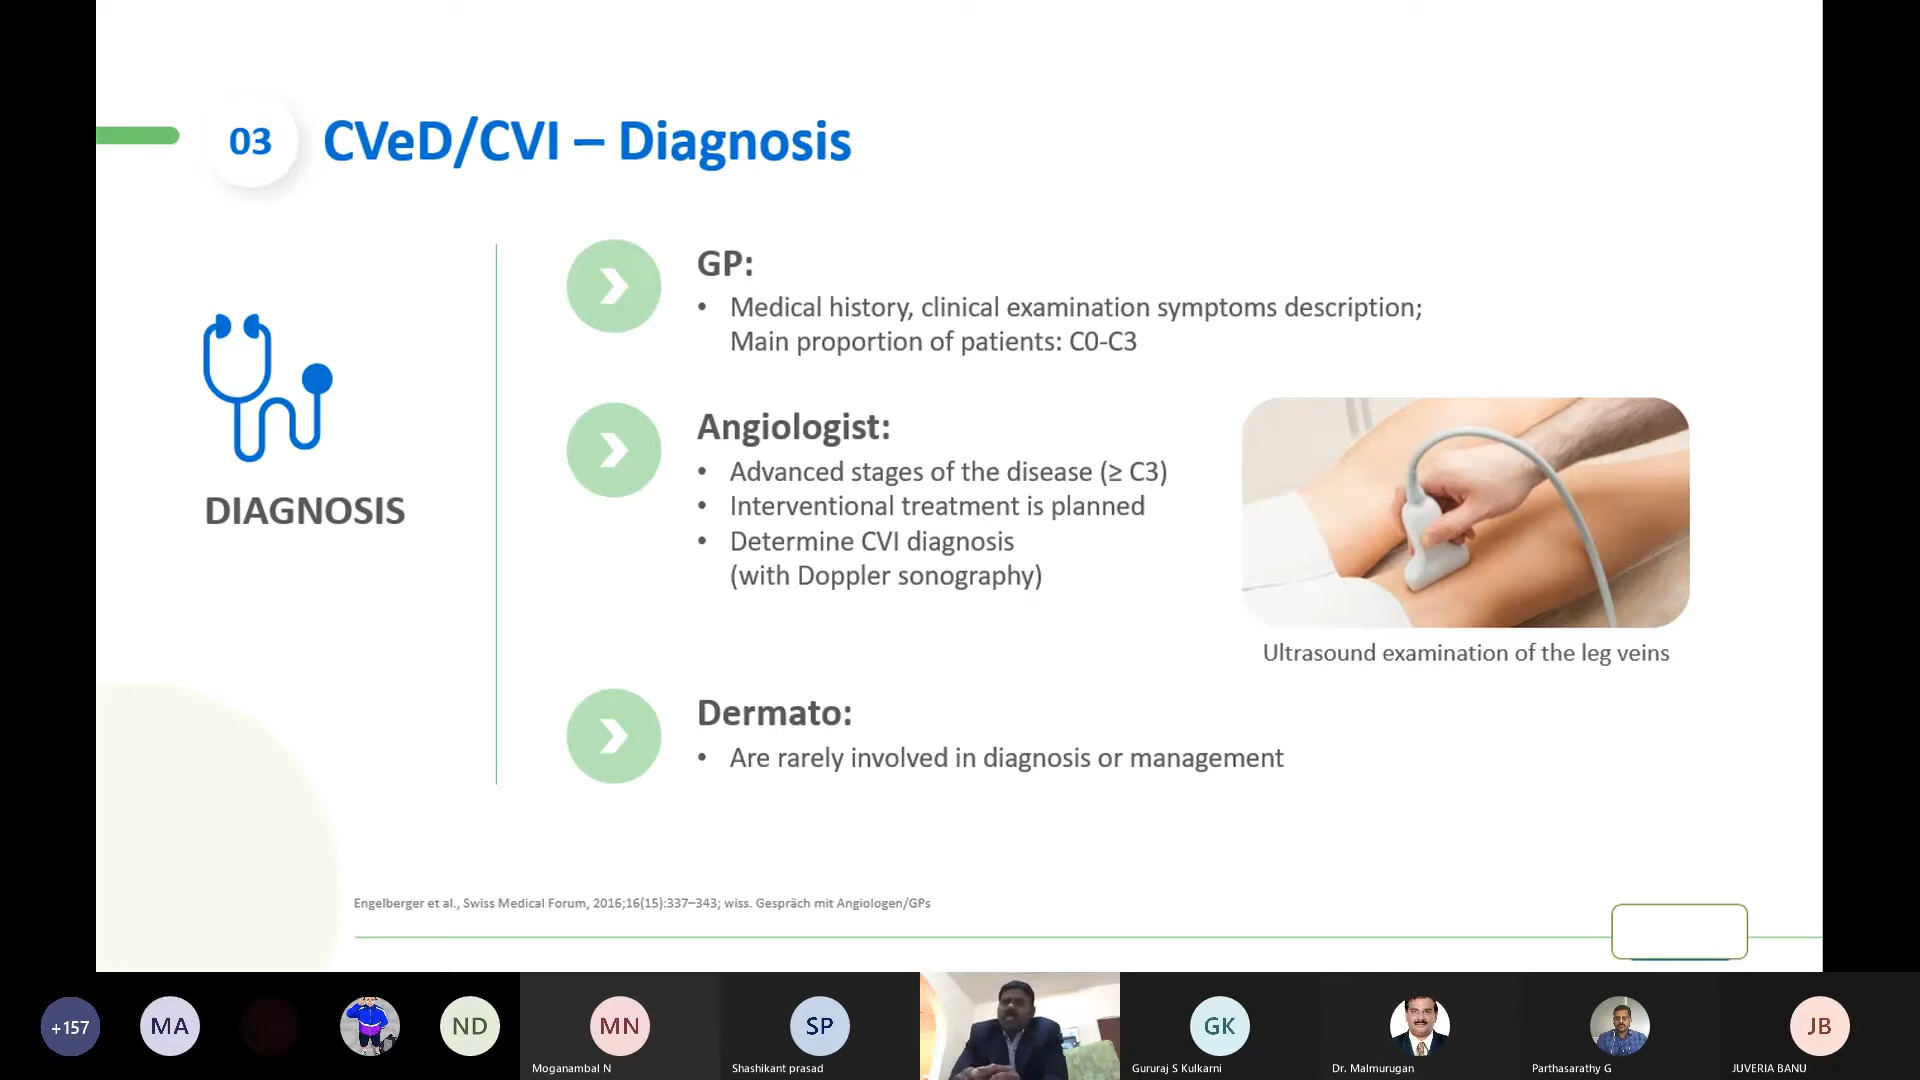 03
CVeD/CVI – Diagnosis
DIAGNOSIS
GP:
• Medical history, clinical examination symptoms description;
Main proportion of patients: C0-C3
Angiologist:
• Advanced stages of the disease (≥ C3)
• Interventional treatment is planned
• Determine CVI diagnosis
(with Doppler sonography)
Ultrasound examination of the leg veins
Dermato:
• Are rarely involved in diagnosis or management
Engelberger et al., Swiss Medical Forum, 2016;16(15):337–343; wiss. Gespräch mit Angiologen/GPs
+157
MA
ND
MN
Moganambal N
SP
Shashikant prasad
GK
Gururaj S Kulkarni
Dr. Malmurugan
Parthasarathy G
JB
JUVERIA BANU